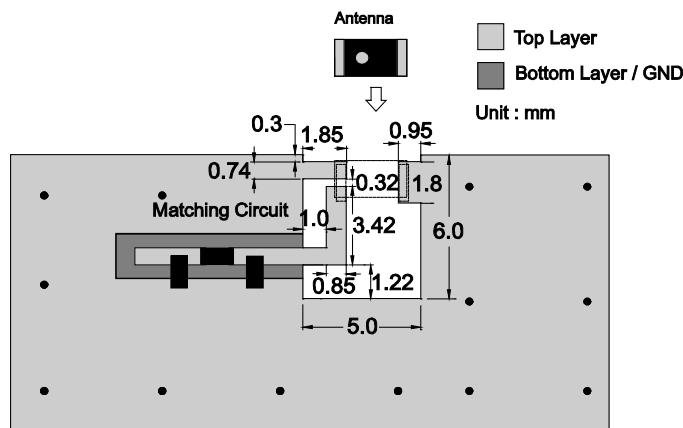 Antenna
Top Layer
Bottom Layer / GND
Unit : mm
0.3
1.85
0.95
0.74
0.32
1.8
Matching Circuit
1.0
3.42
6.0
0.85
1.22
5.0